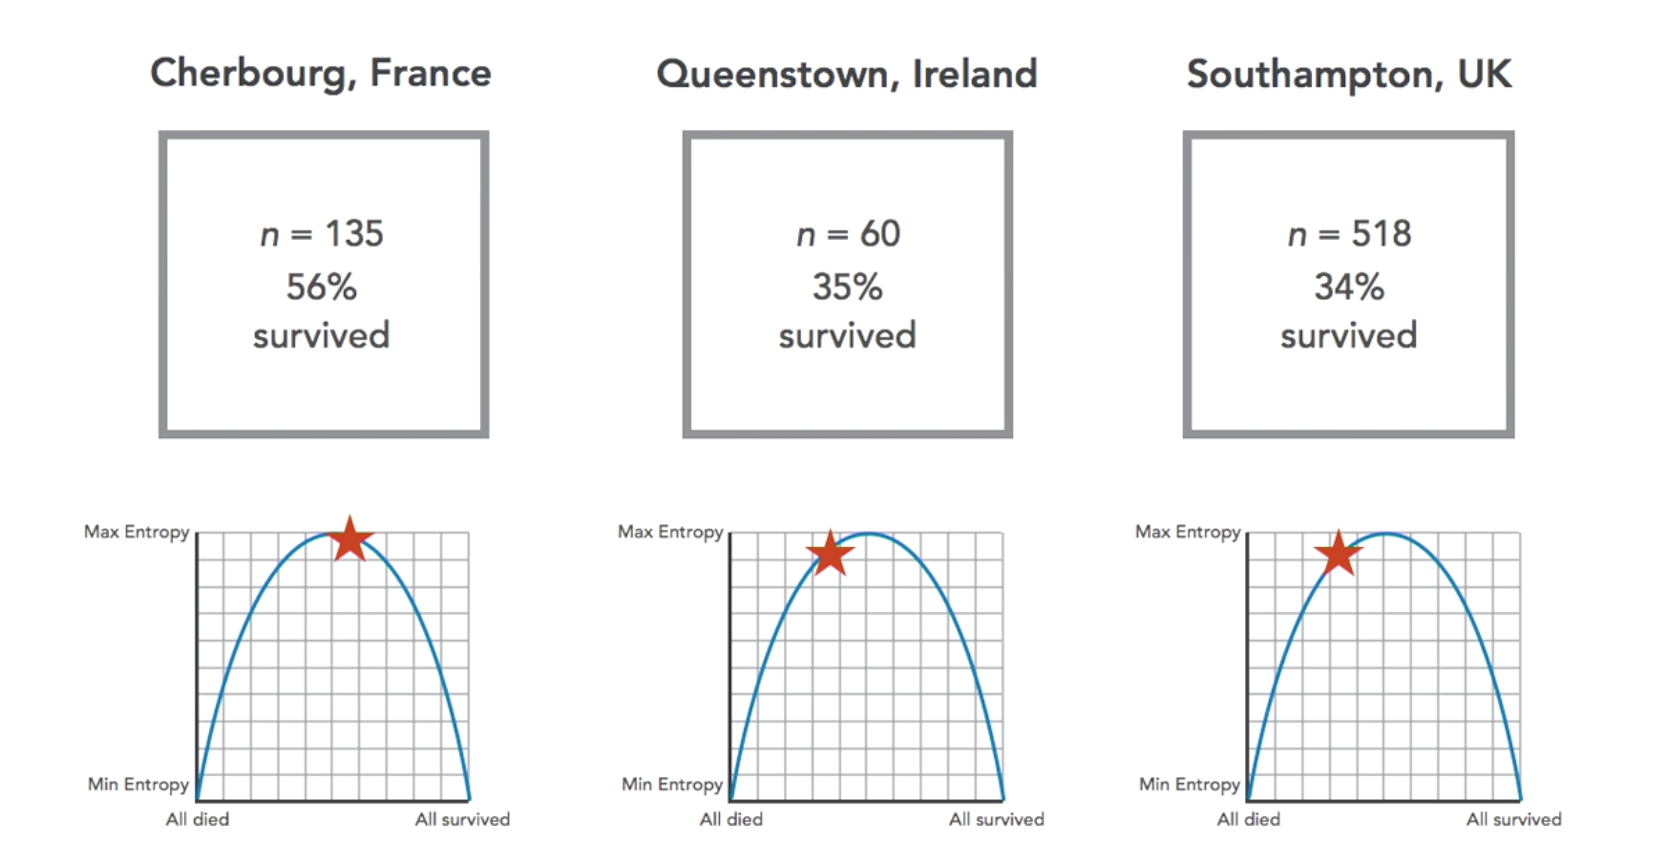 Cherbourg, France
n = 135
56%
survived
Max Entropy
Min Entropy
All died
All survived
Queenstown, Ireland
n = 60
35%
survived
Max Entropy
Min Entropy
All died
All survived
Southampton, UK
n = 518
34%
survived
Max Entropy
Min Entropy
All died
All survived